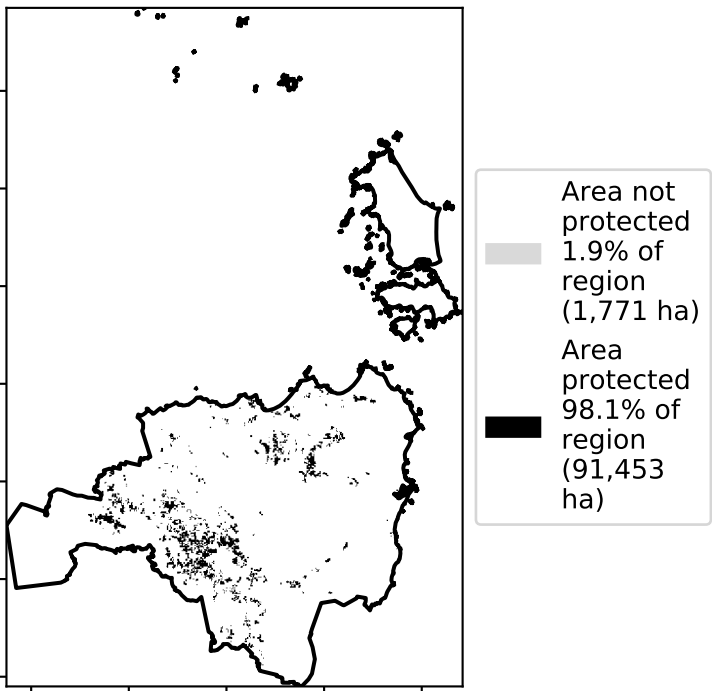 Area not
protected
1.9% of
region
(1,771 ha)
Area
protected
98.1% of
region
(91,453
ha)